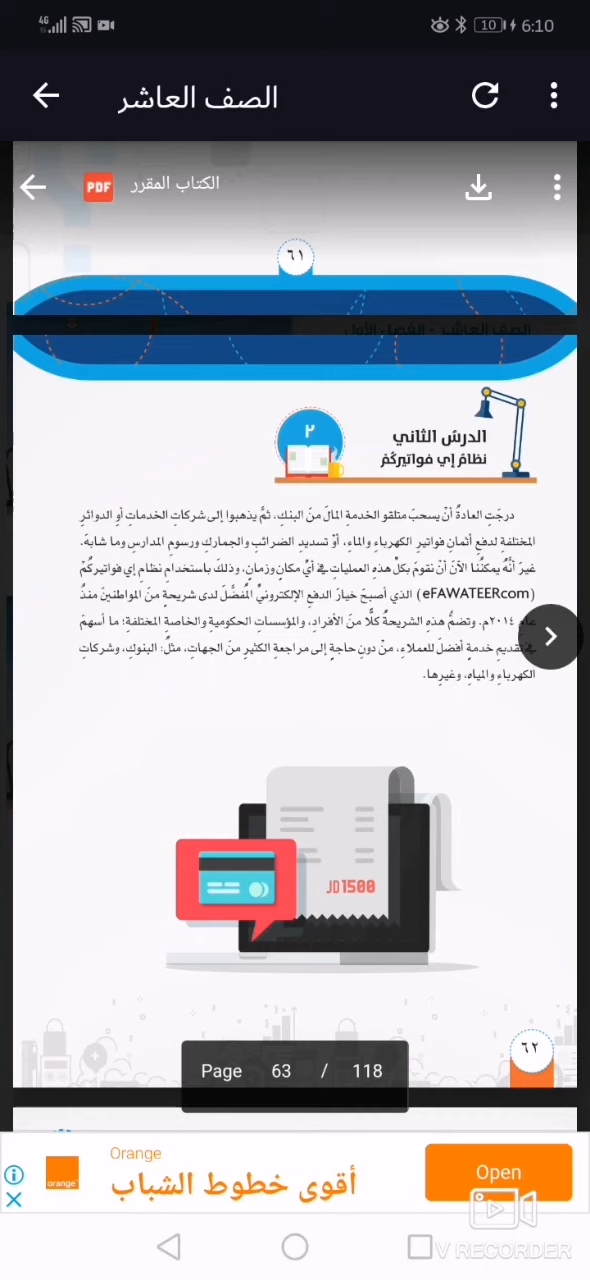 4G
10
6:10
الصف العاشر
PDF
الكتاب المقرر
٦١
الصف العاشر - الفصل الأول
٢
الدرسُ الثاني
نظامُ إي فواتيركُمْ
درجَتِ العادةُ أنْ يسحبَ متلقو الخدمةِ المالَ منَ البنكِ، ثمَّ يذهبوا إلى شركاتِ الخدماتِ أو الدوائرِ
المختلفةِ لدفعِ أثمانِ فواتيرِ الكهرباءِ والماءِ، أوْ تسديدِ الضرائبِ والجماركِ ورسومِ المدارسِ وما شابهَ.
غيرَ أنَّهُ يمكنُنا الآنَ أنْ نقومَ بكلِّ هذهِ العملياتِ في أيِّ مكانٍ وزمانٍ، وذلكَ باستخدامِ نظامِ إي فواتيركُمْ
(eFAWATEERcom) الذي أصبحَ خيارَ الدفعِ الإلكترونيِّ المُفضَّلَ لدى شريحةٍ منَ المواطنينَ منذُ
عامِ ٢٠١٤م. وتضمُّ هذهِ الشريحةُ كلًّا منَ الأفرادِ، والمؤسساتِ الحكوميةِ والخاصةِ المختلفةِ؛ ما أسهمَ
في تقديمِ خدمةٍ أفضلَ للعملاءِ، منْ دونِ حاجةٍ إلى مراجعةِ الكثيرِ منَ الجهاتِ، مثلُ: البنوكِ، وشركاتِ
الكهرباءِ والمياهِ، وغيرِها.
JD1500
٦٢
Page 63 / 118
Orange
orange
أقوى خطوط الشباب
Open
V RECORDER